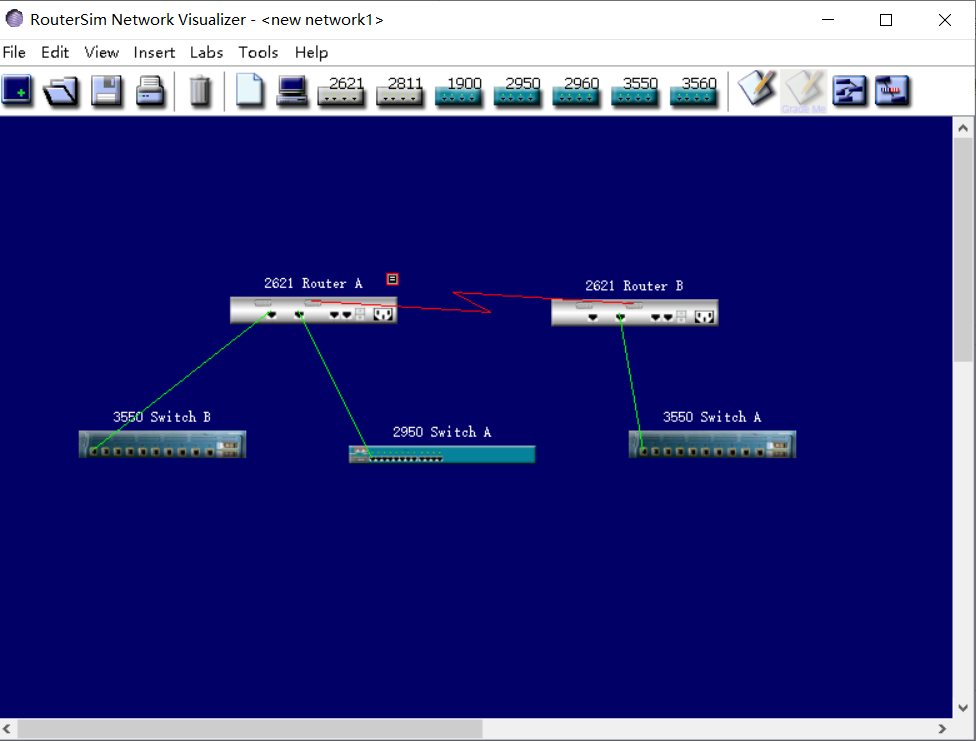 RouterSim Network Visualizer - <new network1>
File Edit View Insert Labs Tools Help
2621 2811 1900 2950 2960 3550 3560
Grade Me
2621 Router A
2621 Router B
3550 Switch B
2950 Switch A
3550 Switch A